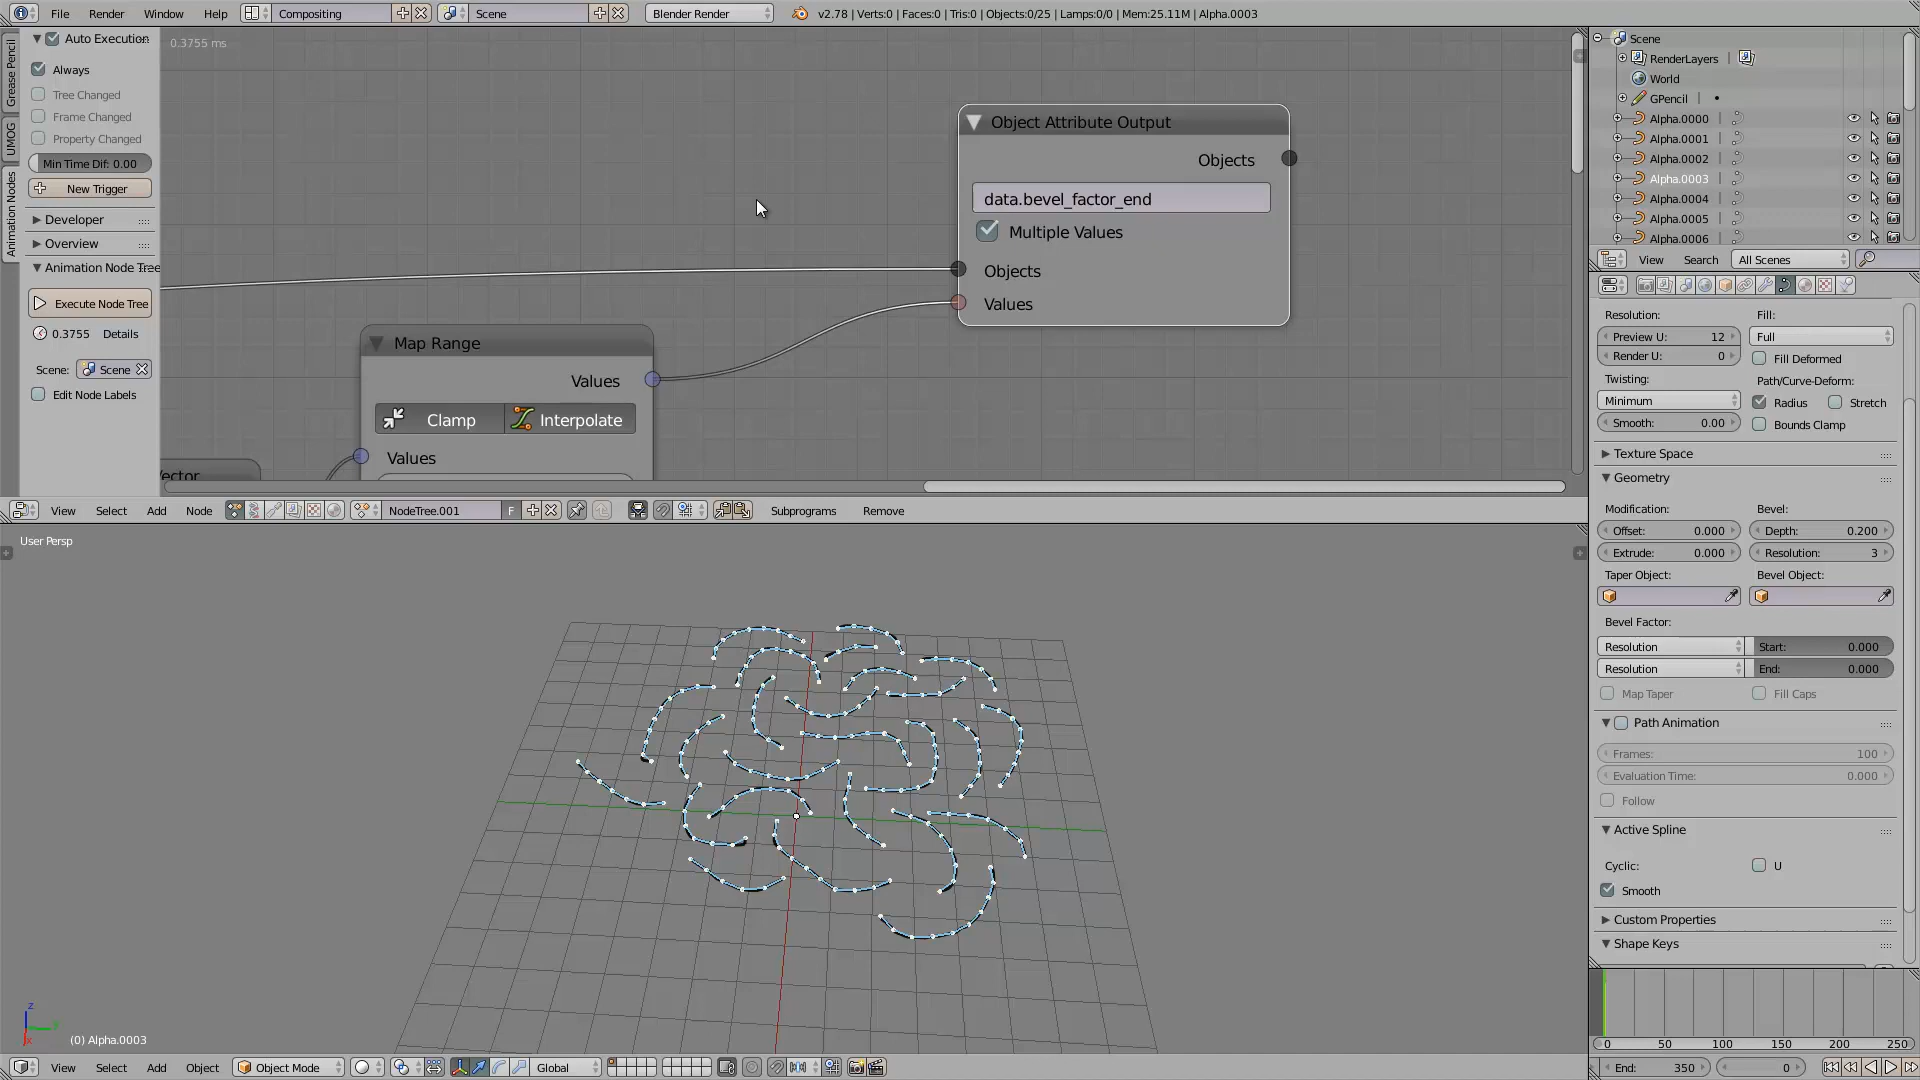 File Render Window Help Compositing Scene Blender Render v2.78 | Verts:0 | Faces:0 | Tris:0 | Objects:0/25 | Lamps:0/0 | Mem:25.11M | Alpha.0003
Grease Pencil
UMOG
Animation Nodes
Auto Execution
Always
Tree Changed
Frame Changed
Property Changed
Min Time Dif: 0.00
New Trigger
Developer
Overview
Animation Node Tree
Execute Node Tree
0.3755 Details
Scene: Scene
Edit Node Labels
0.3755 ms
Object Attribute Output
Objects
data.bevel_factor_end
Multiple Values
Objects
Values
Map Range
Values
Clamp Interpolate
Values
Vector
View Select Add Node NodeTree.001 F Subprograms Remove
User Persp
(0) Alpha.0003
View Select Add Object Object Mode Global
Scene
RenderLayers
World
GPencil
Alpha.0000
Alpha.0001
Alpha.0002
Alpha.0003
Alpha.0004
Alpha.0005
Alpha.0006
View Search All Scenes
Resolution: Fill:
Preview U: 12 Full
Render U: 0 Fill Deformed
Twisting: Path/Curve-Deform:
Minimum Radius Stretch
Smooth: 0.00 Bounds Clamp
Texture Space
Geometry
Modification: Bevel:
Offset: 0.000 Depth: 0.200
Extrude: 0.000 Resolution: 3
Taper Object: Bevel Object:
Bevel Factor:
Resolution Start: 0.000
Resolution End: 0.000
Map Taper Fill Caps
Path Animation
Frames: 100
Evaluation Time: 0.000
Follow
Active Spline
Cyclic: U
Smooth
Custom Properties
Shape Keys
0 50 100 150 200 250
End: 350 0
z